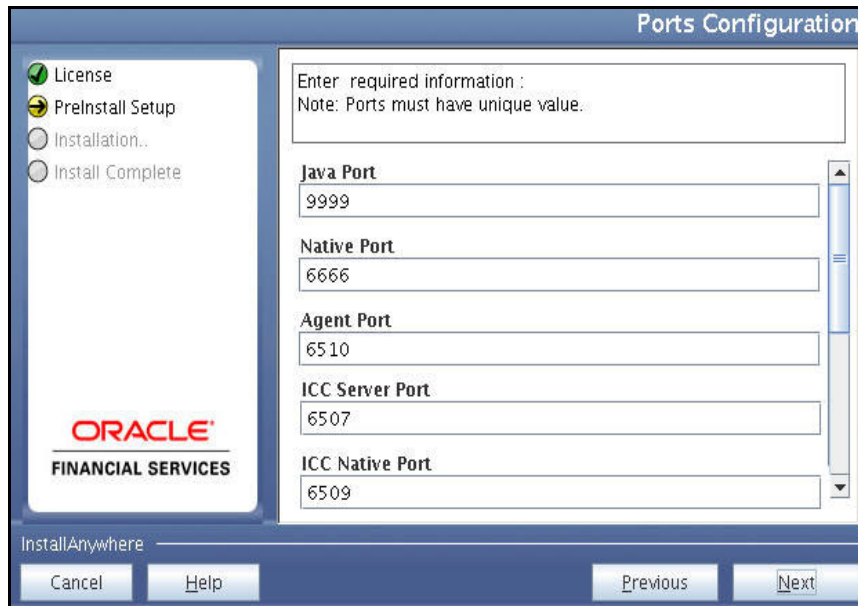 Ports Configuration
License
PreInstall Setup
Installation..
Install Complete
ORACLE®
FINANCIAL SERVICES
Enter required information :
Note: Ports must have unique value.
Java Port
9999
Native Port
6666
Agent Port
6510
ICC Server Port
6507
ICC Native Port
6509
InstallAnywhere
Cancel
Help
Previous
Next